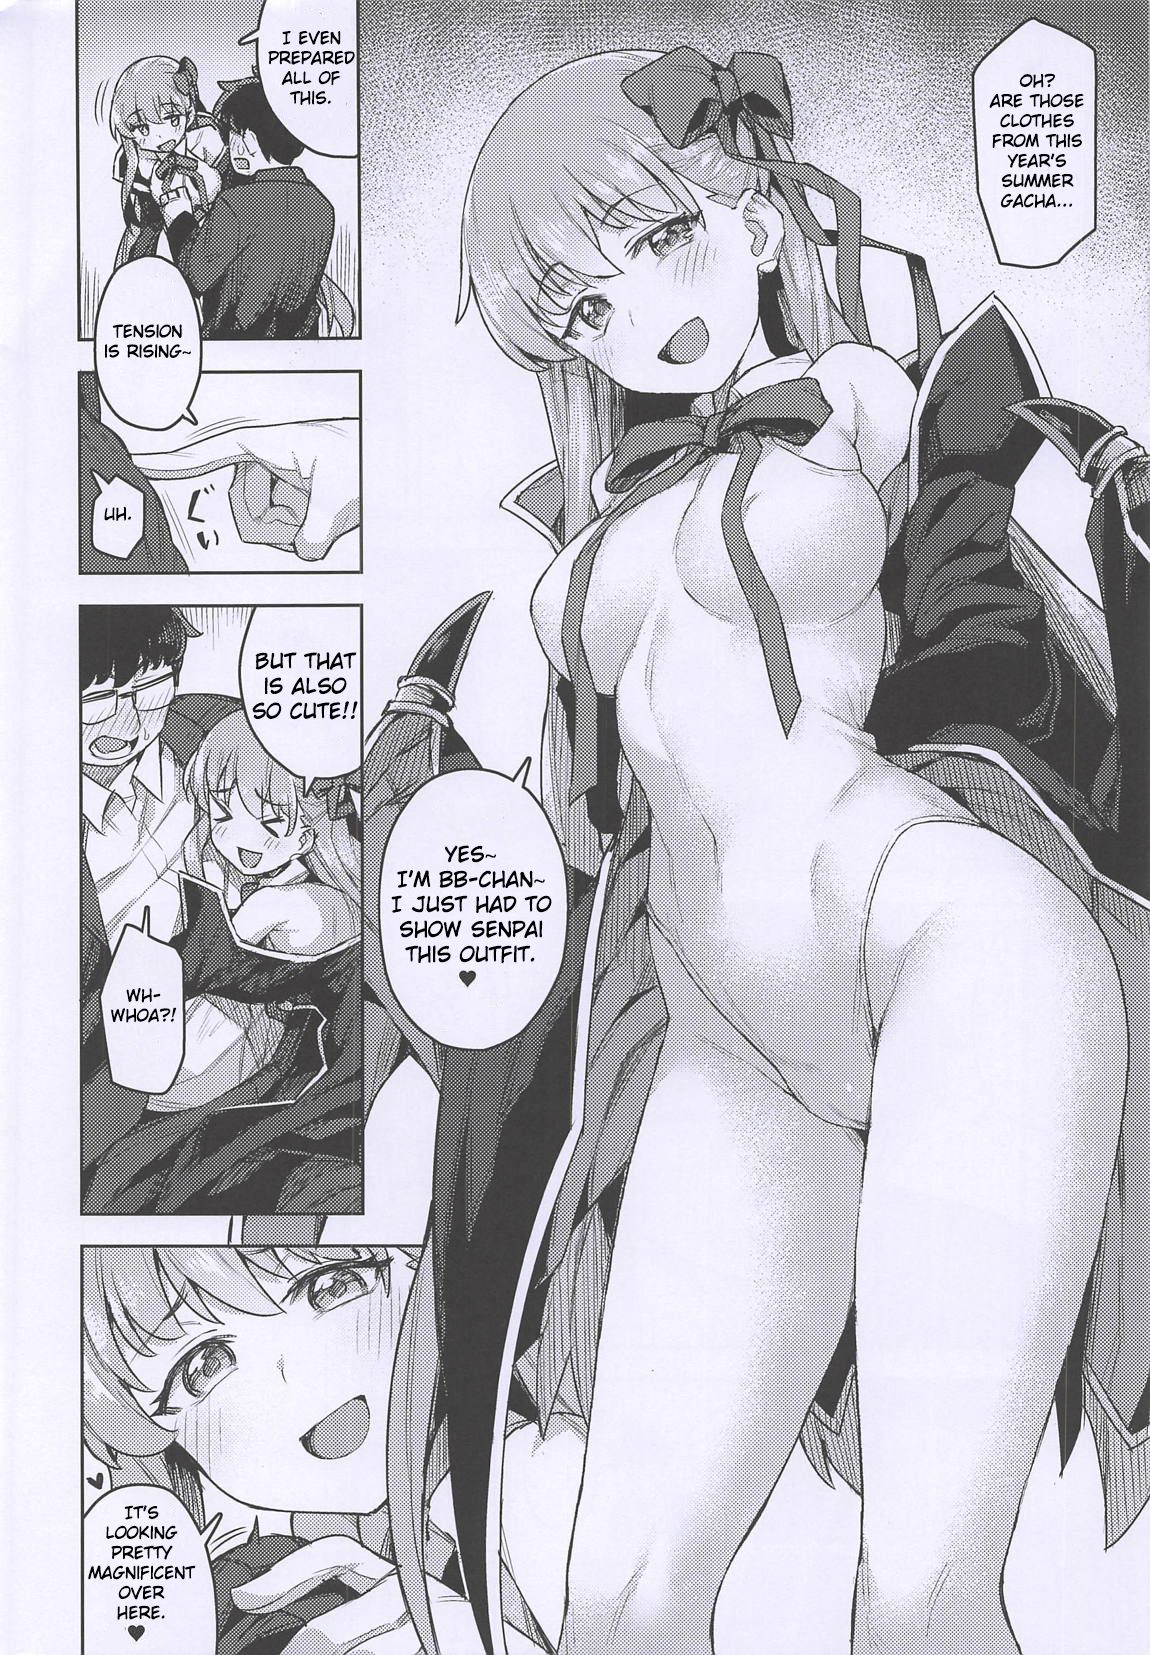 OH?
ARE THOSE
CLOTHES
FROM THIS
YEAR'S
SUMMER
GACHA...
YES~
I'M BB-CHAN~
I JUST HAD TO
SHOW SENPAI
THIS OUTFIT.
♥
I EVEN
PREPARED
ALL OF
THIS.
TENSION
IS RISING~
UH.
ぐい
BUT THAT
IS ALSO
SO CUTE!!
WH-
WHOA?!
IT'S
LOOKING
PRETTY
MAGNIFICENT
OVER
HERE.
♥